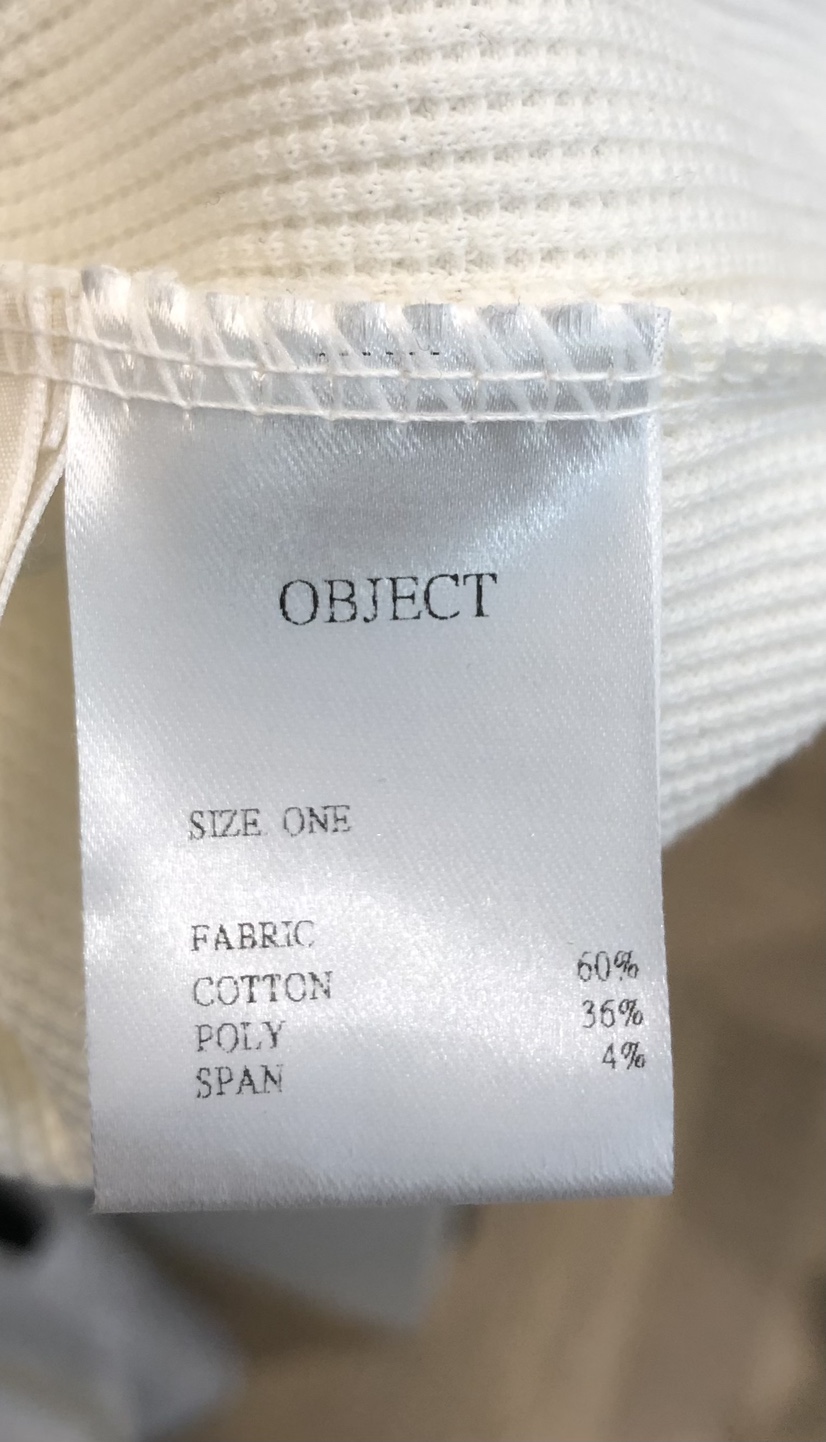 OBJECT
SIZE ONE
FABRIC
COTTON 60%
POLY 36%
SPAN 4%